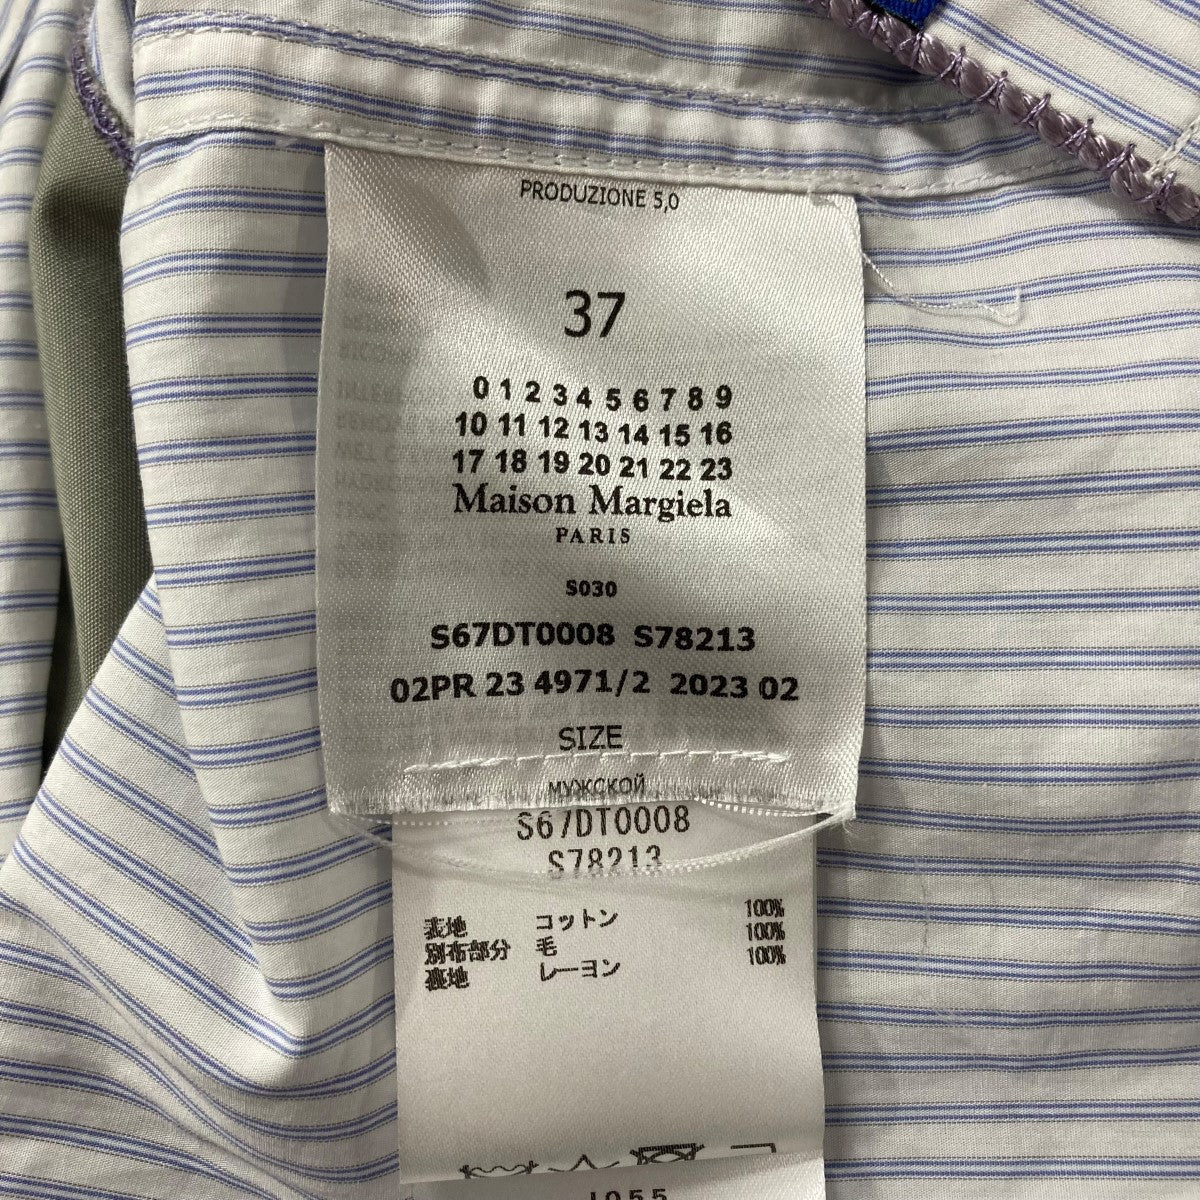 PRODUZIONE 5,0
37
0 1 2 3 4 5 6 7 8 9
10 11 12 13 14 15 16
17 18 19 20 21 22 23
Maison Margiela
PARIS
S030
S67DT0008 S78213
02PR 23 4971/2 2023 02
SIZE
МУЖСКОЙ
S67DT0008
S78213
表地 コットン 100%
別布部分 毛 100%
裏地 レーヨン 100%